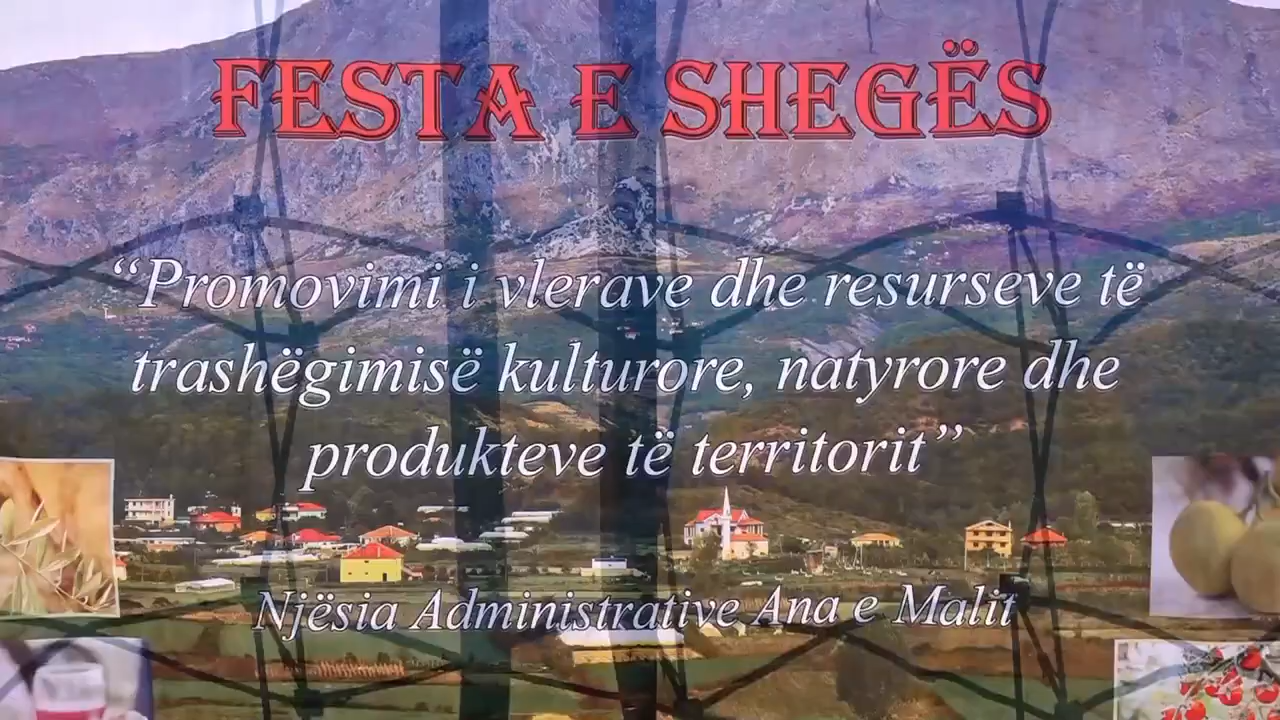 FESTA E SHEGËS
“Promovimi i vlerave dhe resurseve të
trashëgimisë kulturore, natyrore dhe
produkteve të territorit”
Njësia Administrative Ana e Malit